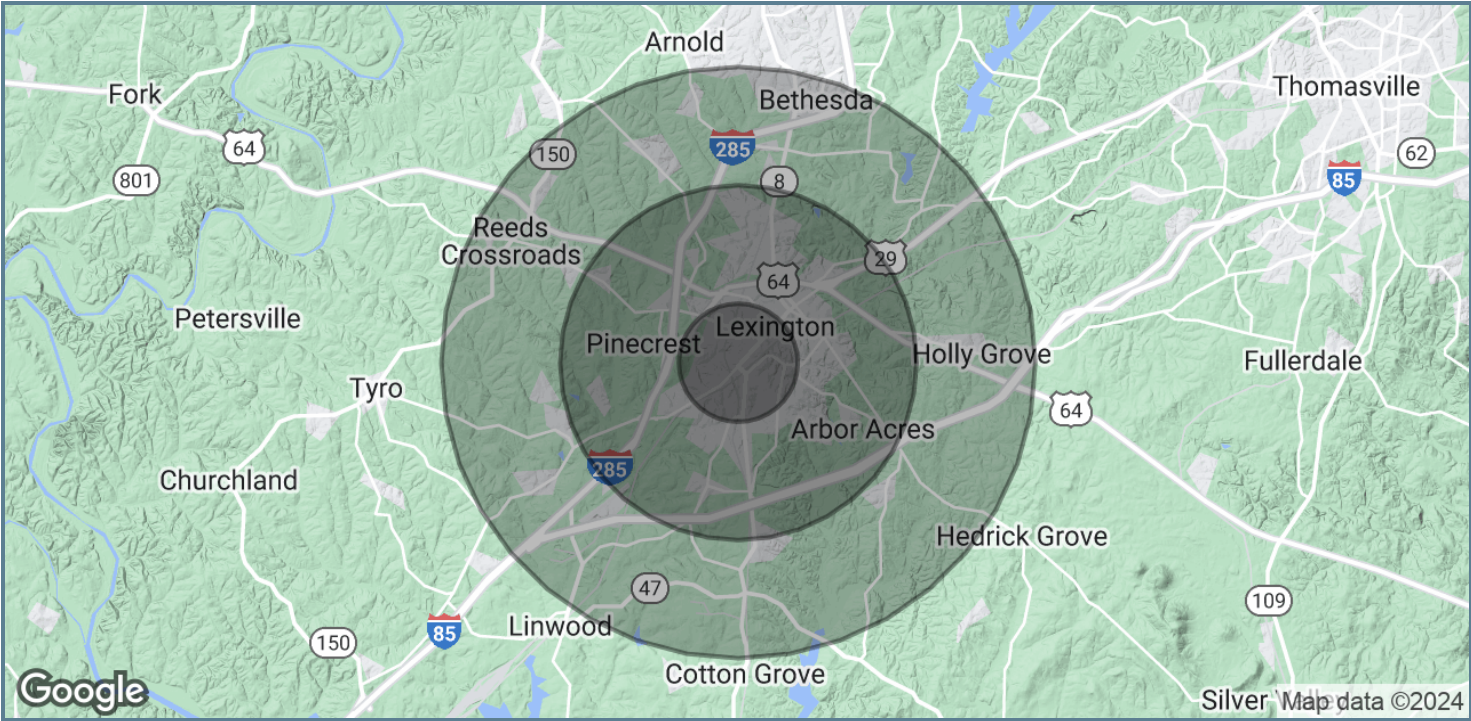 Arnold
Thomasville
Fork
Bethesda
64
285
150
62
801
85
8
Reeds
Crossroads
29
64
Petersville
Lexington
Pinecrest
Holly Grove
Fullerdale
Tyro
64
Arbor Acres
285
Churchland
Hedrick Grove
47
109
Linwood
85
150
Cotton Grove
Google
Silver Valley
Map data ©2024